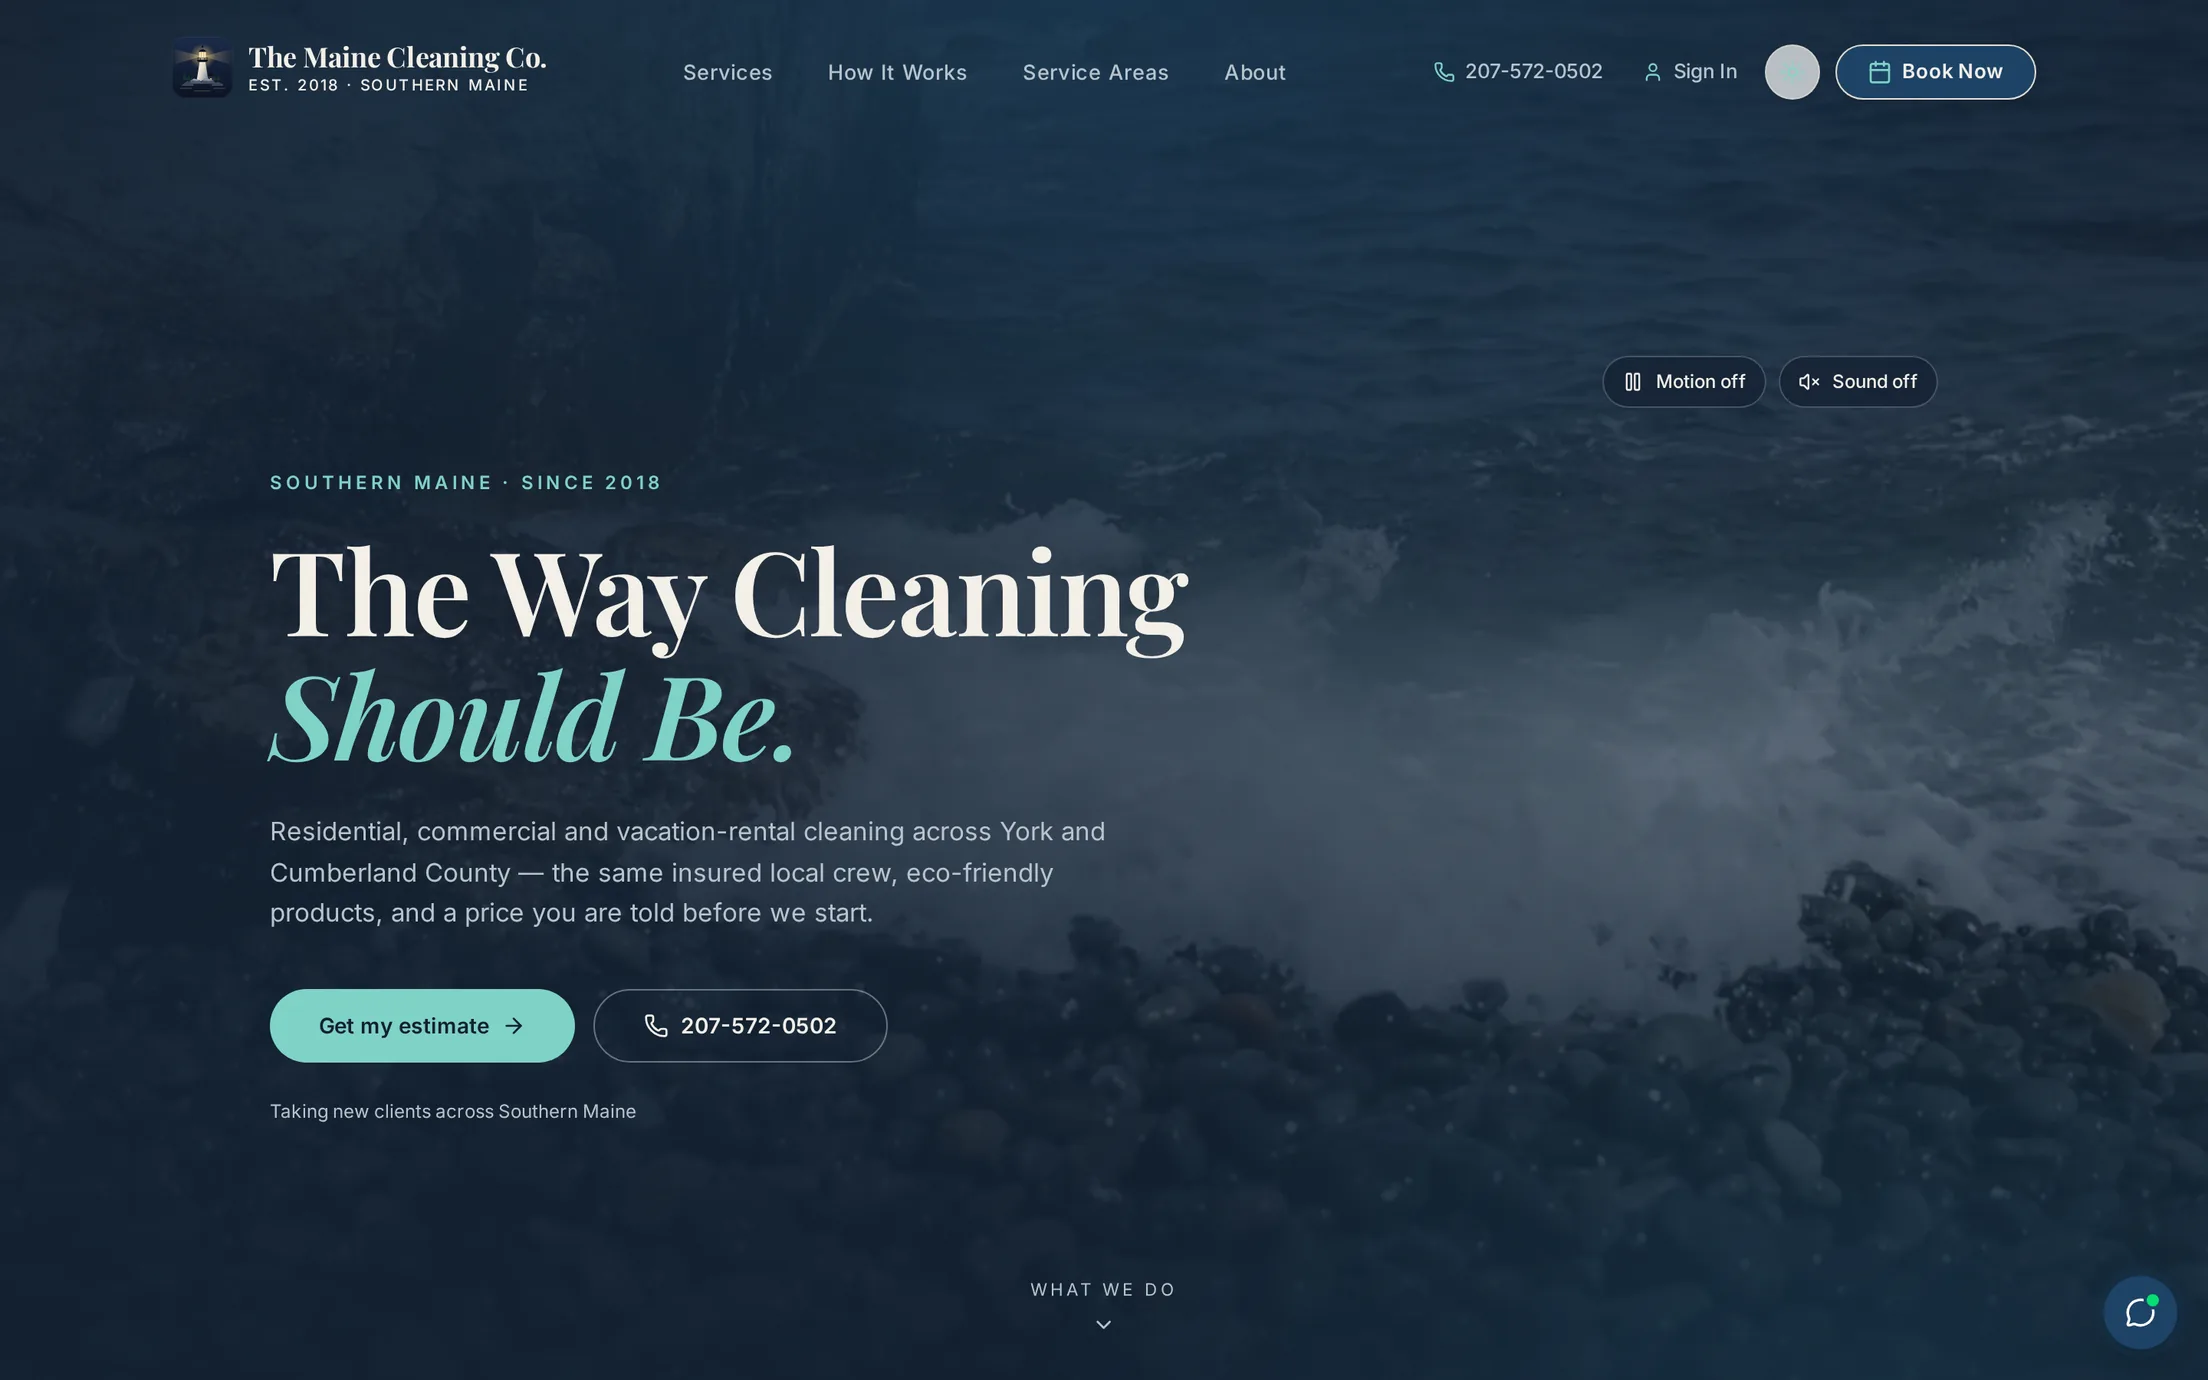 The Maine Cleaning Co.
EST. 2018 · SOUTHERN MAINE
Services
How It Works
Service Areas
About
207-572-0502
Sign In
Book Now
Motion off
Sound off
SOUTHERN MAINE · SINCE 2018
The Way Cleaning
Should Be.
Residential, commercial and vacation-rental cleaning across York and
Cumberland County — the same insured local crew, eco-friendly
products, and a price you are told before we start.
Get my estimate
207-572-0502
Taking new clients across Southern Maine
WHAT WE DO